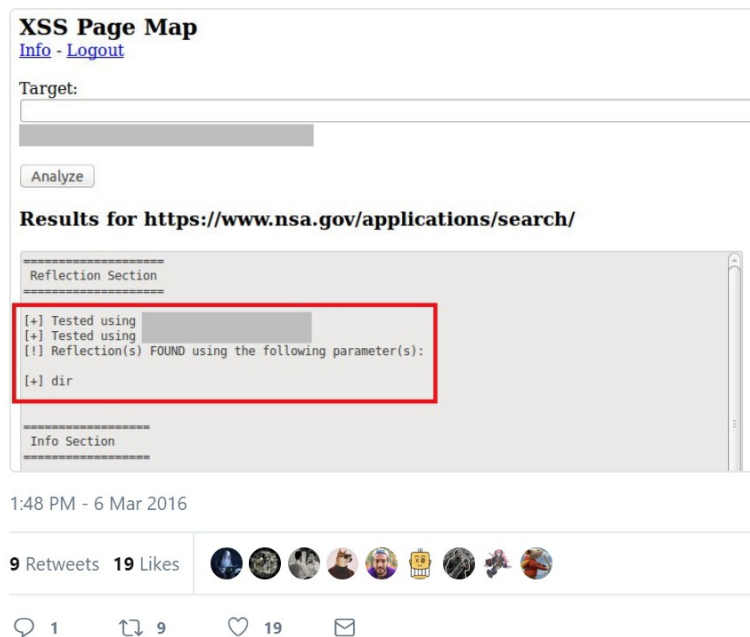 XSS Page Map
Info - Logout
Target:
Analyze
Results for https://www.nsa.gov/applications/search/
====================
Reflection Section
====================
[+] Tested using
[+] Tested using
[!] Reflection(s) FOUND using the following parameter(s):
[+] dir
==================
Info Section
==================
1:48 PM - 6 Mar 2016
9 Retweets 19 Likes
1 9 19